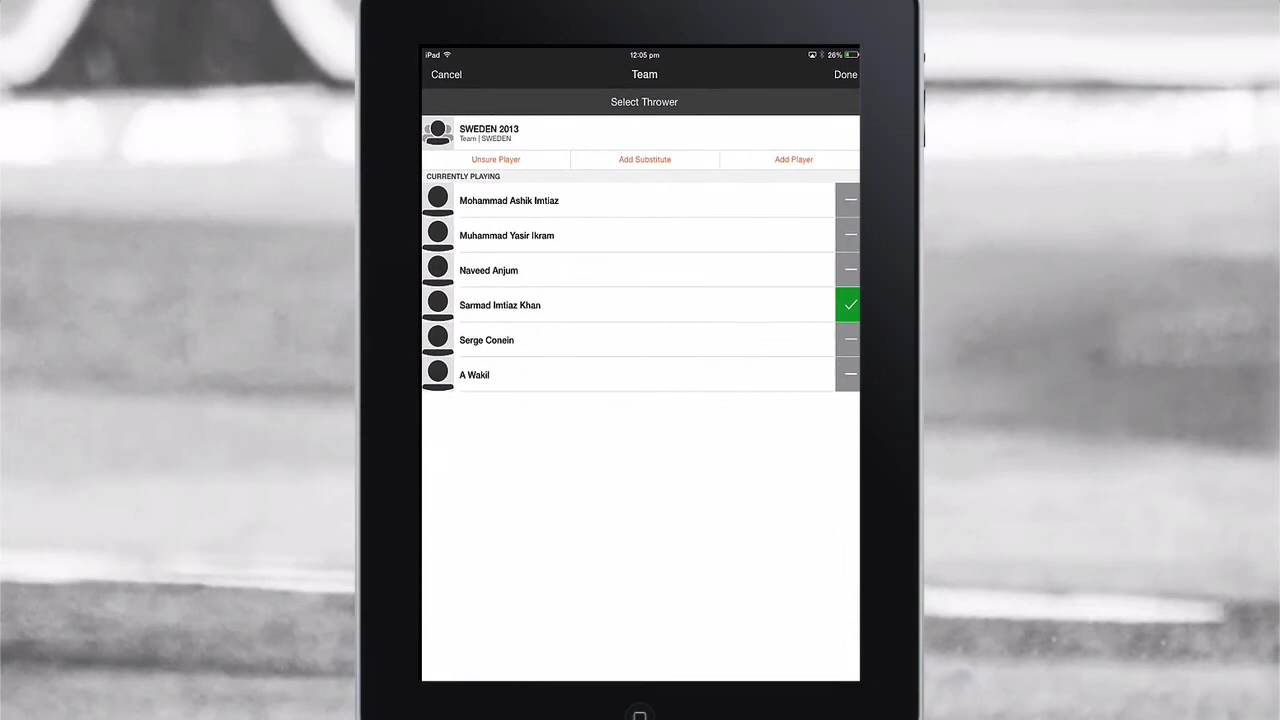 iPad 12:05 pm 26%
Cancel Team Done
Select Thrower
SWEDEN 2013
Team | SWEDEN
Unsure Player Add Substitute Add Player
CURRENTLY PLAYING
Mohammad Ashik Imtiaz
Muhammad Yasir Ikram
Naveed Anjum
Sarmad Imtiaz Khan
Serge Conein
A Wakil